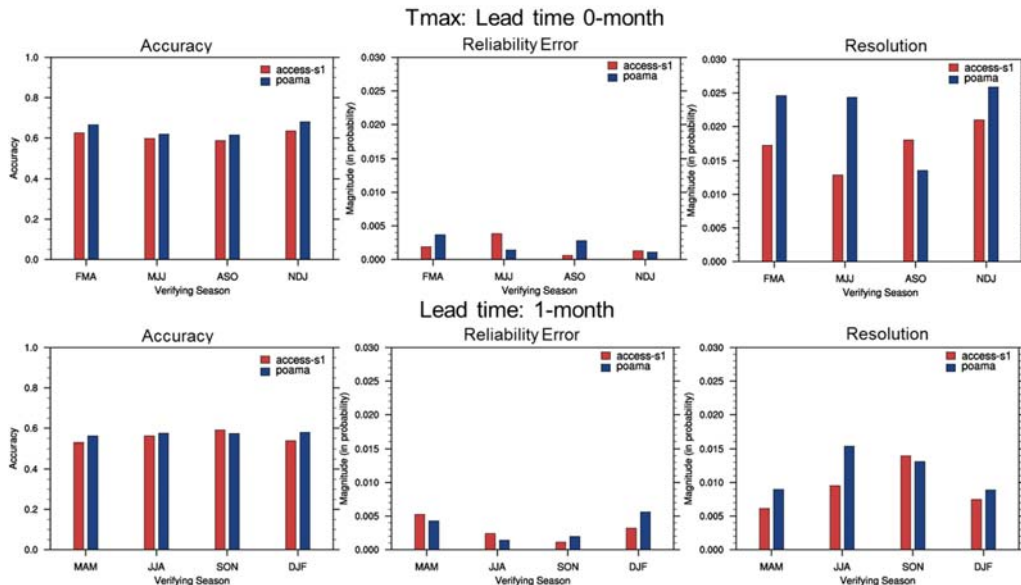 Tmax: Lead time 0-month
Accuracy
1.0
0.8
0.6
0.4
0.2
0.0
Accuracy
access-s1
poama
FMA MJJ ASO NDJ
Verifying Season
Reliability Error
0.030
0.025
0.020
0.015
0.010
0.005
0.000
Magnitude (in probability)
access-s1
poama
FMA MJJ ASO NDJ
Verifying Season
Resolution
0.030
0.025
0.020
0.015
0.010
0.005
0.000
Magnitude (in probability)
access-s1
poama
FMA MJJ ASO NDJ
Verifying Season
Lead time: 1-month
Accuracy
1.0
0.8
0.6
0.4
0.2
0.0
Accuracy
access-s1
poama
MAM JJA SON DJF
Verifying Season
Reliability Error
0.030
0.025
0.020
0.015
0.010
0.005
0.000
Magnitude (in probability)
access-s1
poama
MAM JJA SON DJF
Verifying Season
Resolution
0.030
0.025
0.020
0.015
0.010
0.005
0.000
Magnitude (in probability)
access-s1
poama
MAM JJA SON DJF
Verifying Season